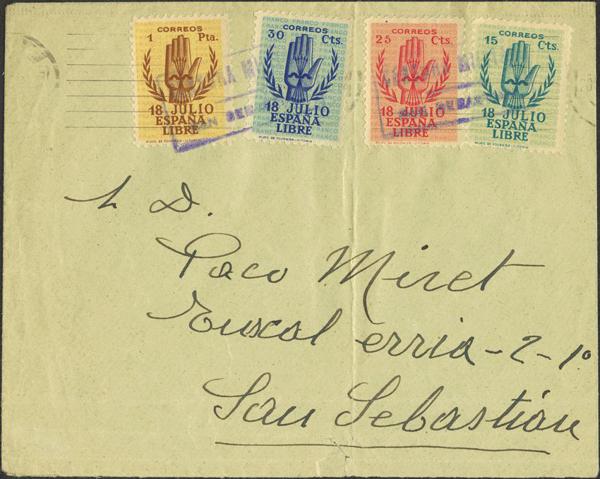 CORREOS
1 Pta.
18 JULIO
ESPAÑA
LIBRE
CORREOS
30 Cts.
18 JULIO
ESPAÑA
LIBRE
CORREOS
25 Cts.
18 JULIO
ESPAÑA
LIBRE
CORREOS
15 Cts.
18 JULIO
ESPAÑA
LIBRE
D.
Paco Miret
Euscal erria-2-1º
San Sebastián